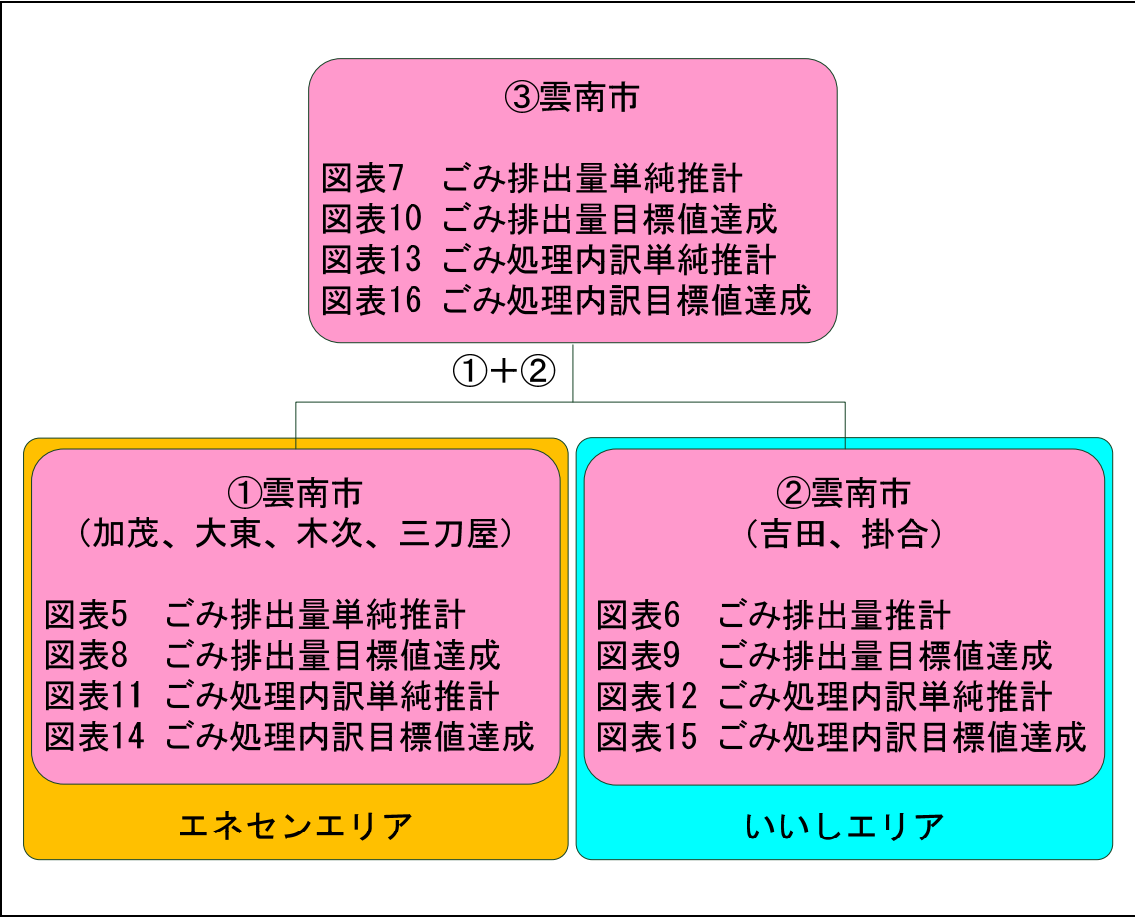 ③雲南市
図表7　ごみ排出量単純推計
図表10 ごみ排出量目標値達成
図表13 ごみ処理内訳単純推計
図表16 ごみ処理内訳目標値達成
①＋②
①雲南市
（加茂、大東、木次、三刀屋）
図表5　ごみ排出量単純推計
図表8　ごみ排出量目標値達成
図表11 ごみ処理内訳単純推計
図表14 ごみ処理内訳目標値達成
エネセンエリア
②雲南市
（吉田、掛合）
図表6　ごみ排出量推計
図表9　ごみ排出量目標値達成
図表12 ごみ処理内訳単純推計
図表15 ごみ処理内訳目標値達成
いいしエリア